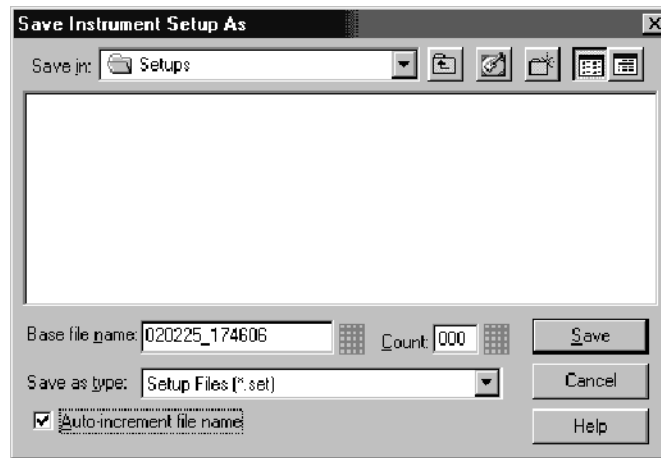 Save Instrument Setup As
Save in: Setups
Base file name: 020225_174606 Count: 000 Save
Save as type: Setup Files (*.set) Cancel
Auto-increment file name Help